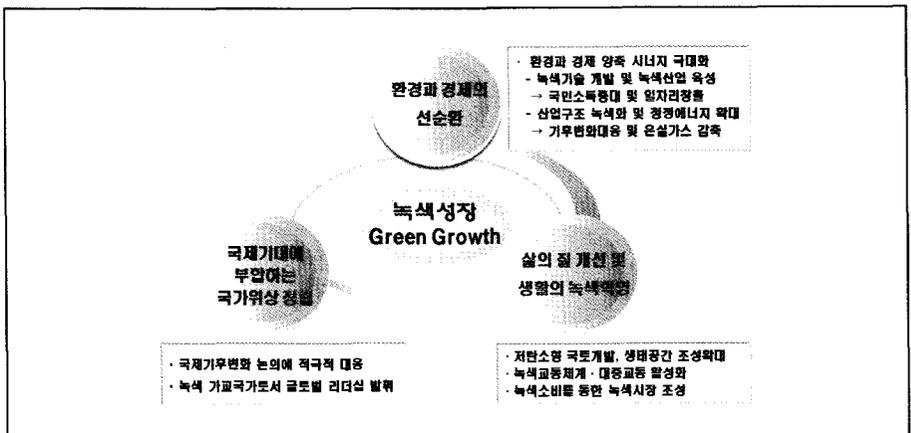 환경과 경제의
선순환
· 환경과 경제 양축 시너지 극대화
- 녹색기술 개발 및 녹색산업 육성
→ 국민소득증대 및 일자리창출
- 산업구조 녹색화 및 청정에너지 확대
→ 기후변화대응 및 온실가스 감축
녹색성장
Green Growth
국제기대에
부합하는
국가위상 정립
삶의 질 개선 및
생활의 녹색혁명
· 국제기후변화 논의에 적극적 대응
· 녹색 가교국가로서 글로벌 리더십 발휘
· 저탄소형 국토개발, 생태공간 조성확대
· 녹색교통체계 · 대중교통 활성화
· 녹색소비를 통한 녹색시장 조성